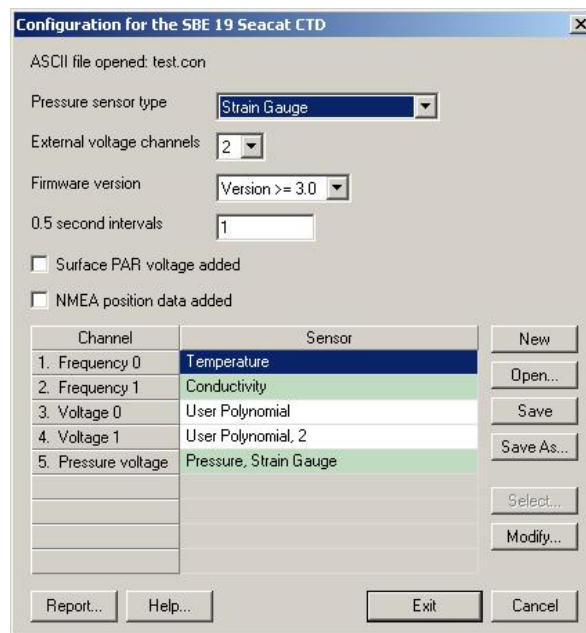 Configuration for the SBE 19 Seacat CTD
ASCII file opened: test.con
Pressure sensor type Strain Gauge
External voltage channels 2
Firmware version Version >= 3.0
0.5 second intervals 1
Surface PAR voltage added
NMEA position data added
Channel Sensor New
1. Frequency 0 Temperature
2. Frequency 1 Conductivity Open...
3. Voltage 0 User Polynomial Save
4. Voltage 1 User Polynomial, 2 Save As...
5. Pressure voltage Pressure, Strain Gauge
Select...
Modify...
Report... Help... Exit Cancel